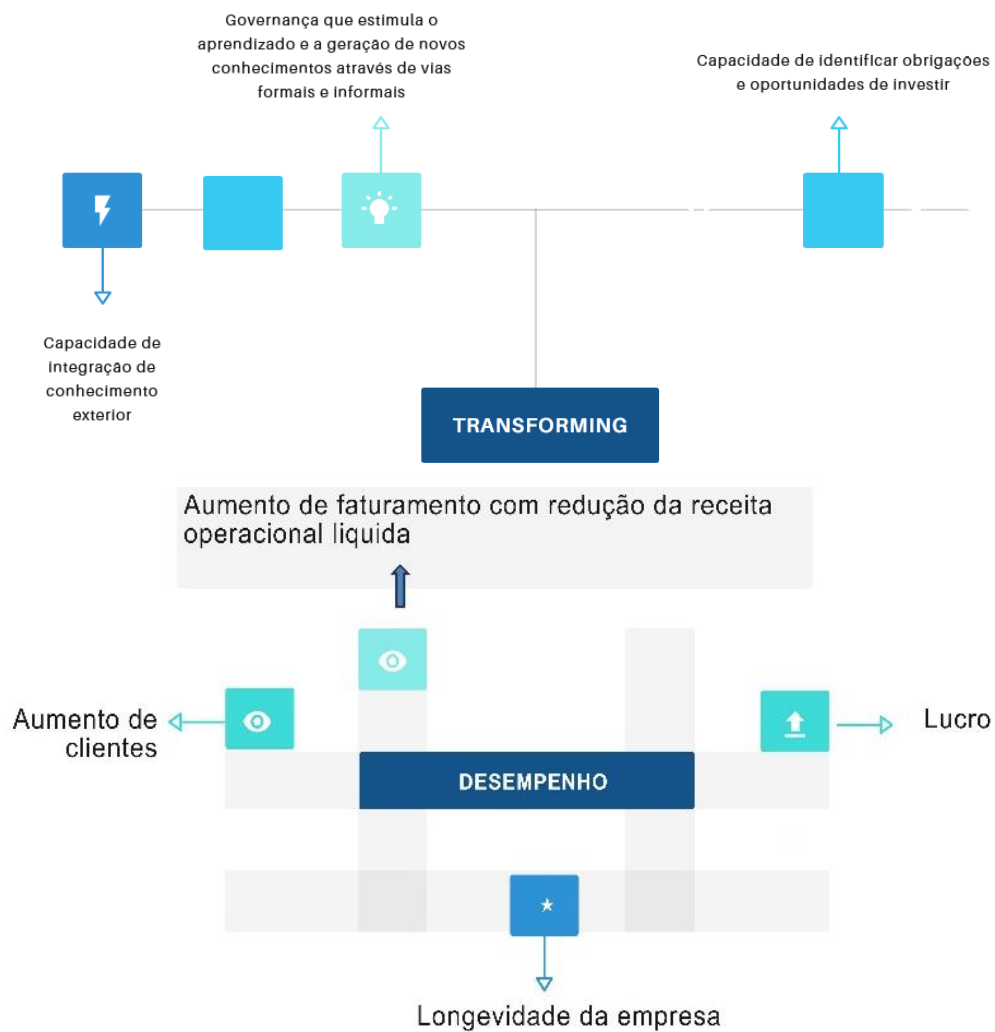 Governança que estimula o
aprendizado e a geração de novos
conhecimentos através de vias
formais e informais
Capacidade de identificar obrigações
e oportunidades de investir
Capacidade de
integração de
conhecimento
exterior
TRANSFORMING
Aumento de faturamento com redução da receita
operacional liquida
Aumento de
clientes
Lucro
DESEMPENHO
Longevidade da empresa